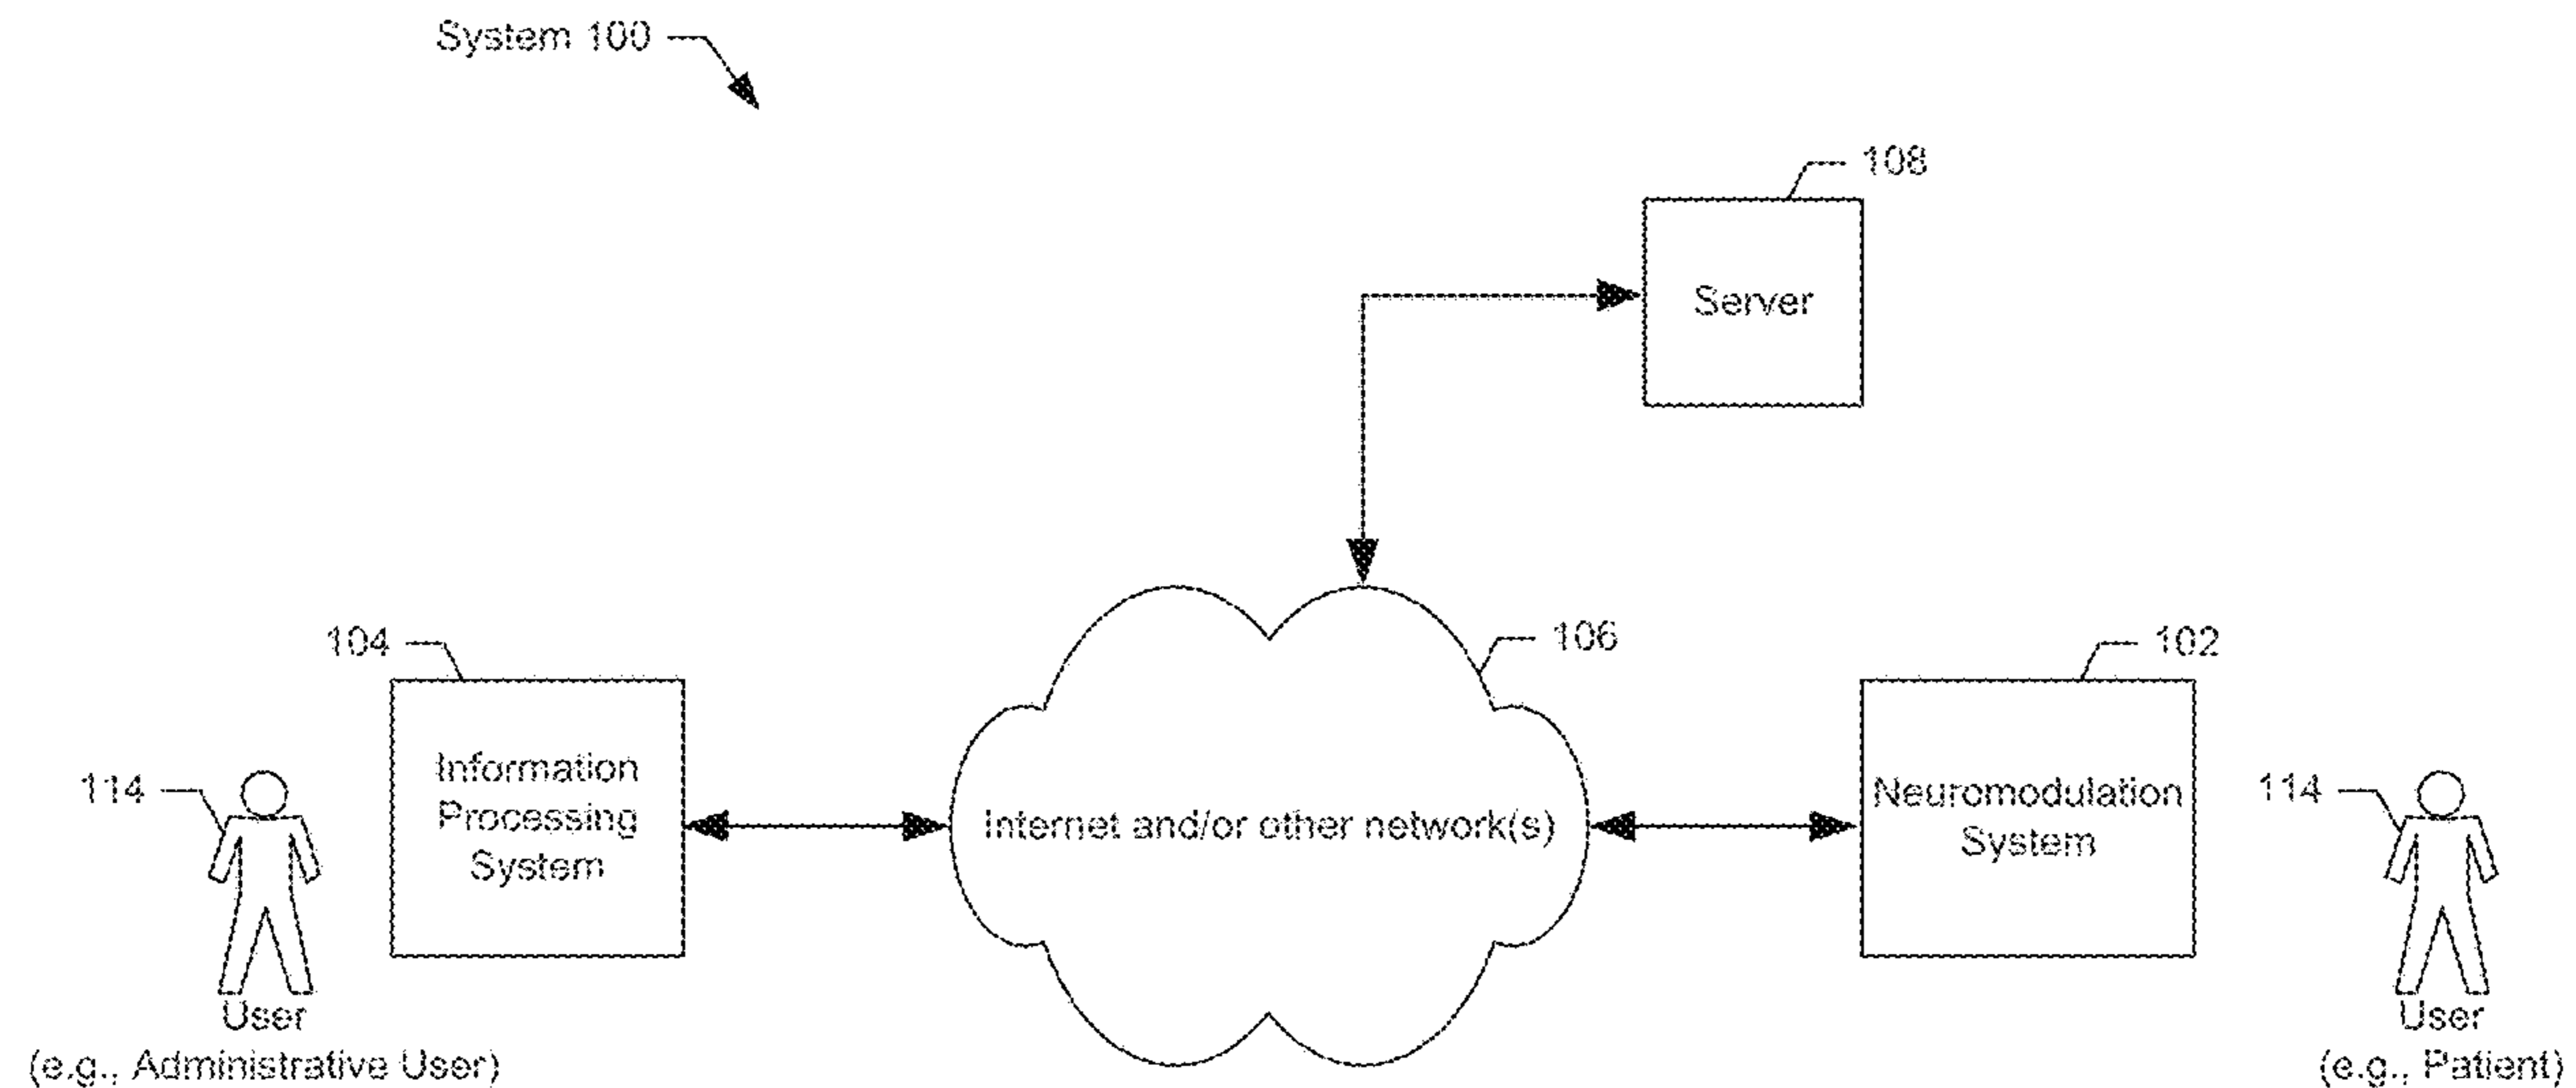 System 100
108
Server
104
106
102
Information
Processing
System
Internet and/or other network(s)
Neuromodulation
System
114
114
User
(e.g., Administrative User)
User
(e.g., Patient)